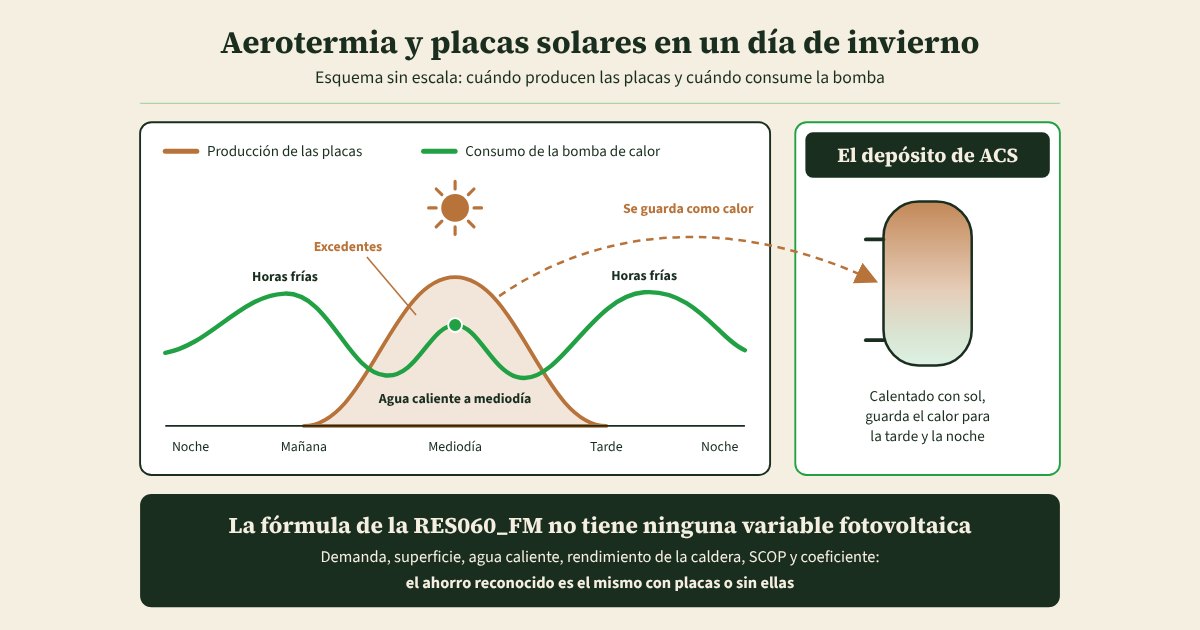 Aerotermia y placas solares en un día de invierno
Esquema sin escala: cuándo producen las placas y cuándo consume la bomba
Producción de las placas
Consumo de la bomba de calor
Se guarda como calor
Excedentes
Horas frías
Horas frías
Agua caliente a mediodía
Noche
Mañana
Mediodía
Tarde
Noche
El depósito de ACS
Calentado con sol,
guarda el calor para
la tarde y la noche
La fórmula de la RES060_FM no tiene ninguna variable fotovoltaica
Demanda, superficie, agua caliente, rendimiento de la caldera, SCOP y coeficiente:
el ahorro reconocido es el mismo con placas o sin ellas